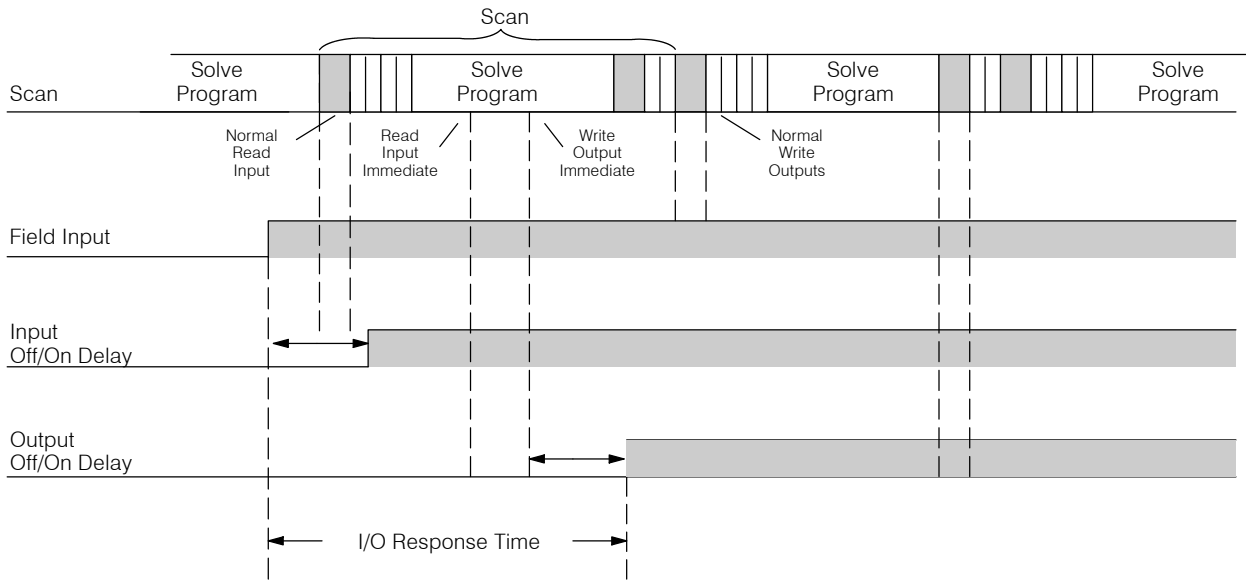 Scan
Scan
Solve
Program
Solve
Program
Solve
Program
Solve
Program
Normal
Read
Input
Read
Input
Immediate
Write
Output
Immediate
Normal
Write
Outputs
Field Input
Input
Off/On Delay
Output
Off/On Delay
I/O Response Time